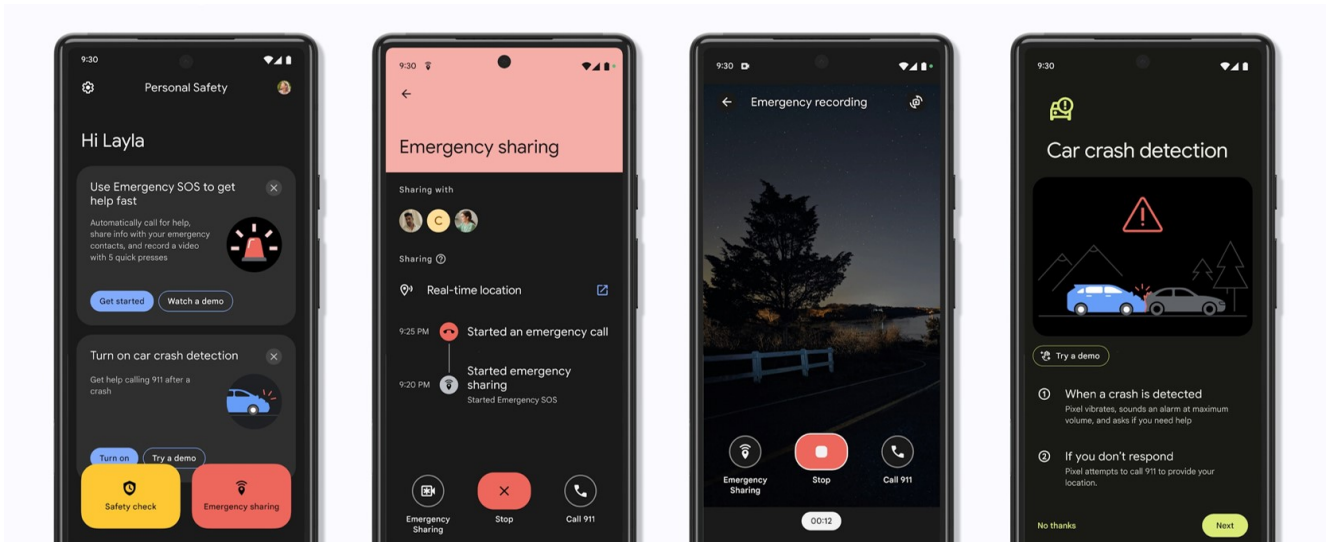 9:30
Personal Safety
Hi Layla
Use Emergency SOS to get
help fast
Automatically call for help,
share info with your emergency
contacts, and record a video
with 5 quick presses
Get started
Watch a demo
Turn on car crash detection
Get help calling 911 after a
crash
Turn on
Try a demo
Safety check
Emergency sharing
9:30
Emergency sharing
Sharing with
C
Sharing
Real-time location
9:25 PM
Started an emergency call
9:20 PM
Started emergency
sharing
Started Emergency SOS
Emergency
Sharing
Stop
Call 911
9:30
Emergency recording
Emergency
Sharing
Stop
Call 911
00:12
9:30
Car crash detection
Try a demo
1
When a crash is detected
Pixel vibrates, sounds an alarm at maximum
volume, and asks if you need help
2
If you don't respond
Pixel attempts to call 911 to provide your
location.
No thanks
Next